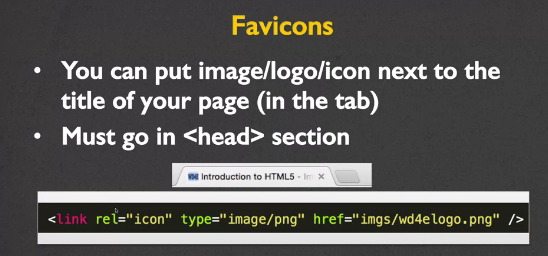 Favicons
• You can put image/logo/icon next to the
title of your page (in the tab)
• Must go in <head> section
Introduction to HTML5 - In ×
<link rel="icon" type="image/png" href="imgs/wd4elogo.png" />